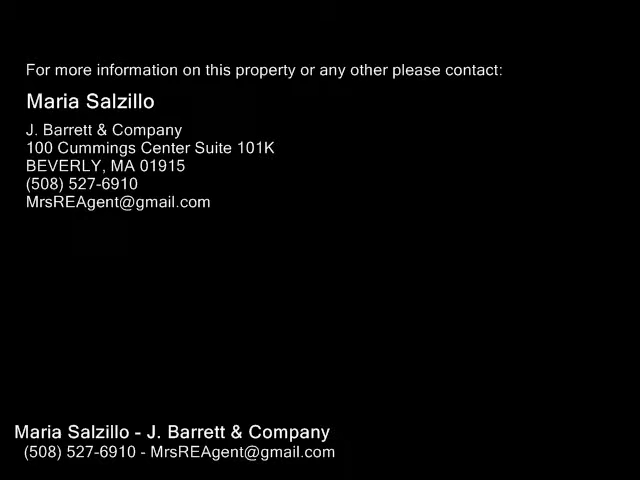 For more information on this property or any other please contact:
Maria Salzillo
J. Barrett & Company
100 Cummings Center Suite 101K
BEVERLY, MA 01915
(508) 527-6910
MrsREAgent@gmail.com
Maria Salzillo - J. Barrett & Company
(508) 527-6910 - MrsREAgent@gmail.com